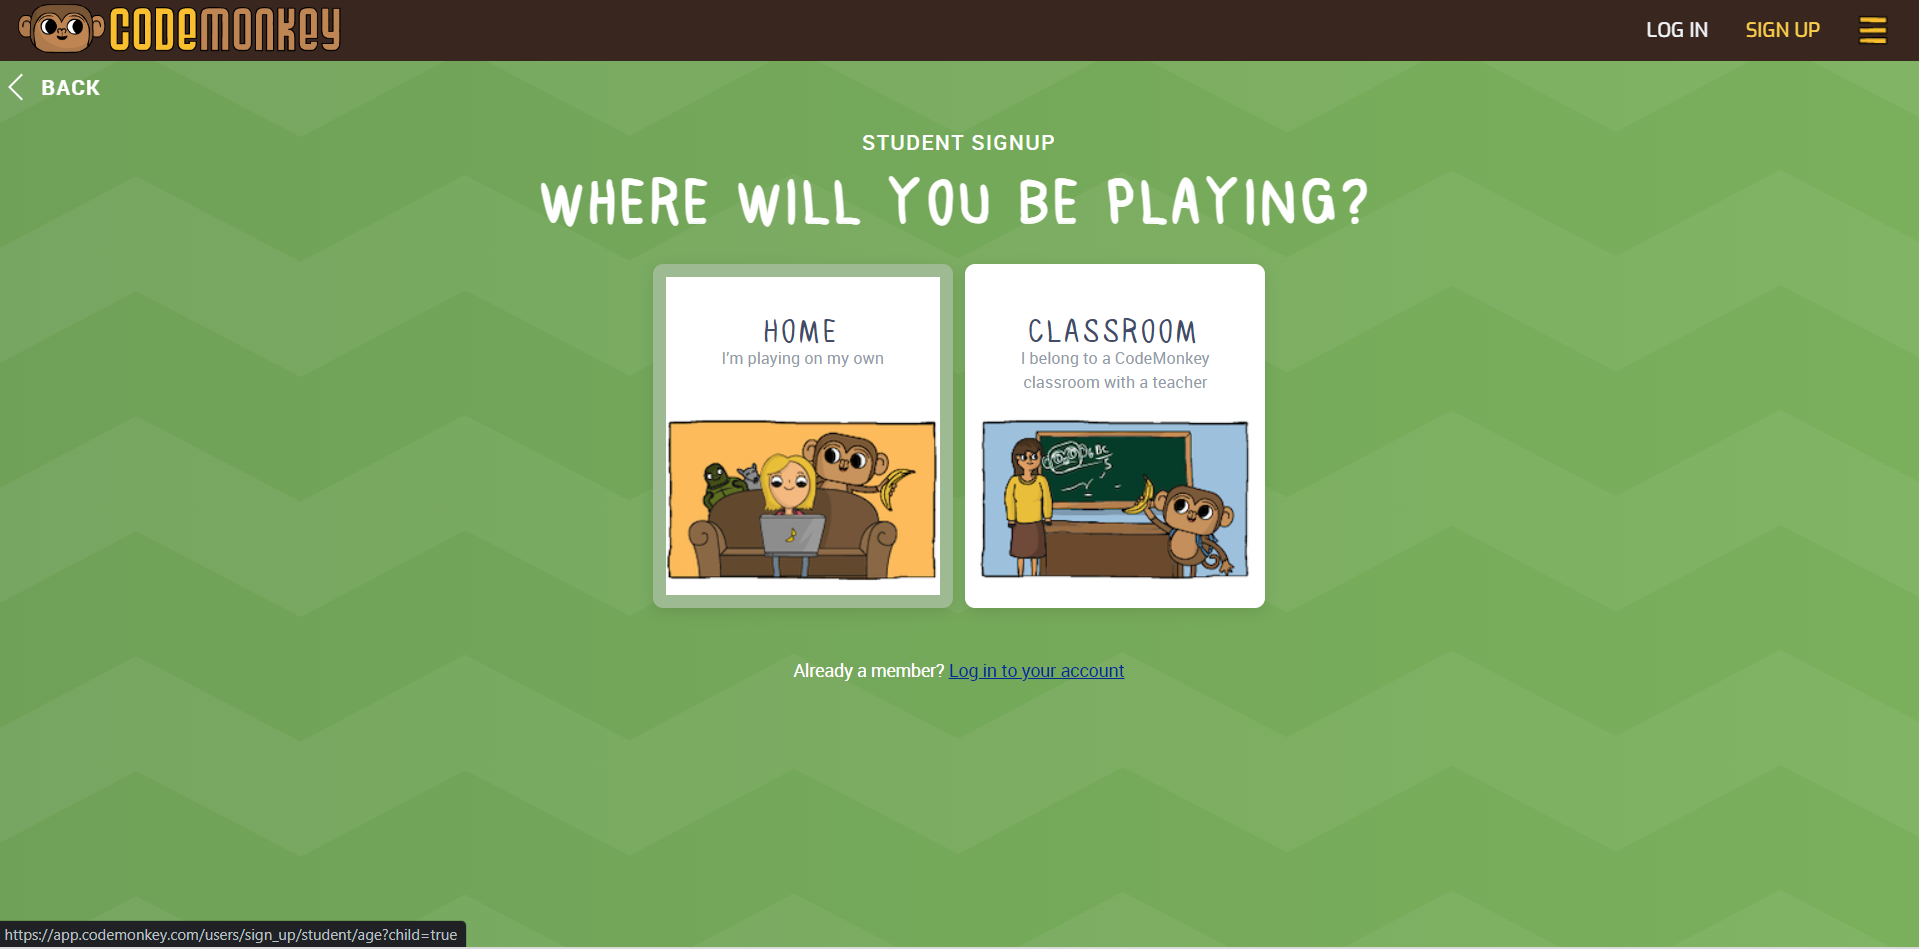 CODEMONKEY
LOG IN
SIGN UP
BACK
STUDENT SIGNUP
WHERE WILL YOU BE PLAYING?
HOME
I'm playing on my own
CLASSROOM
I belong to a CodeMonkey
classroom with a teacher
Already a member? Log in to your account
https://app.codemonkey.com/users/sign_up/student/age?child=true